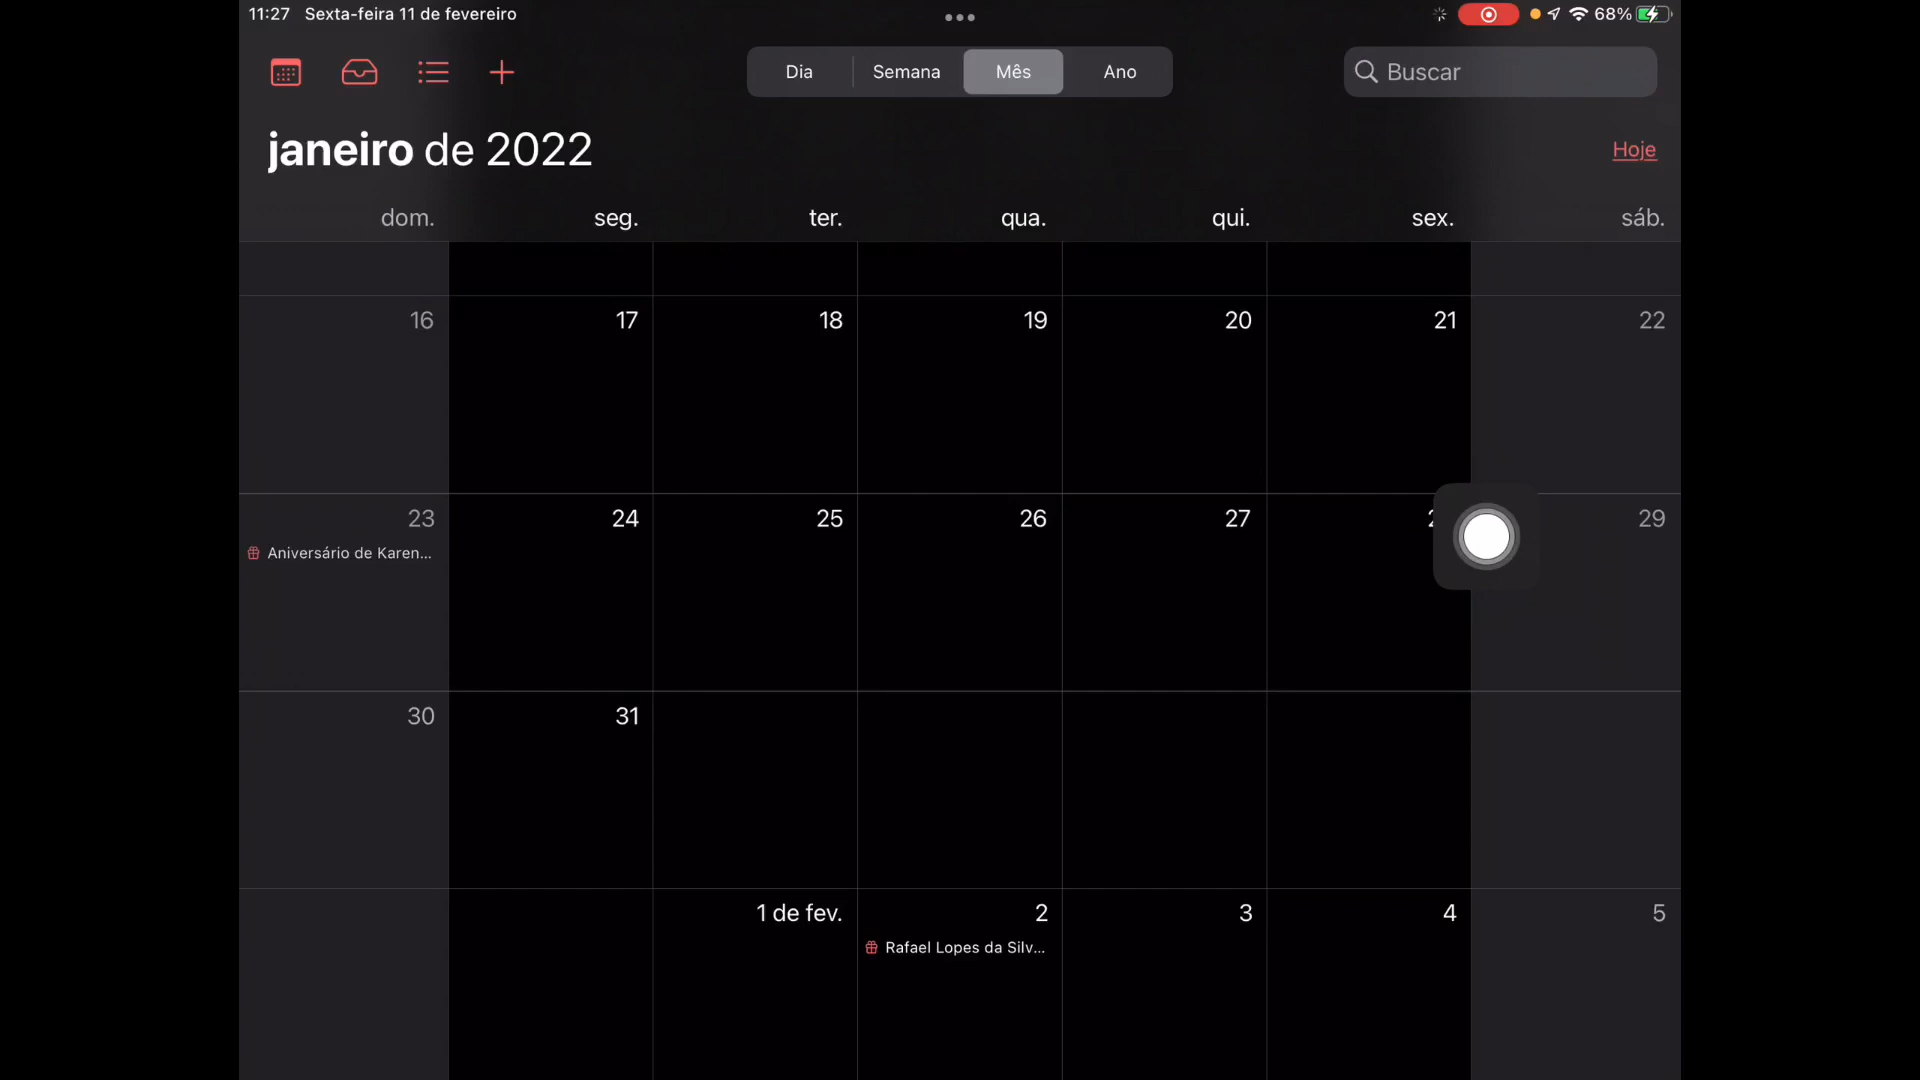 11:27 Sexta-feira 11 de fevereiro 68%
Dia Semana Mês Ano Buscar
janeiro de 2022 Hoje
dom. seg. ter. qua. qui. sex. sáb.
16 17 18 19 20 21 22
23 24 25 26 27 29
Aniversário de Karen...
30 31
1 de fev. 2 3 4 5
Rafael Lopes da Silv...